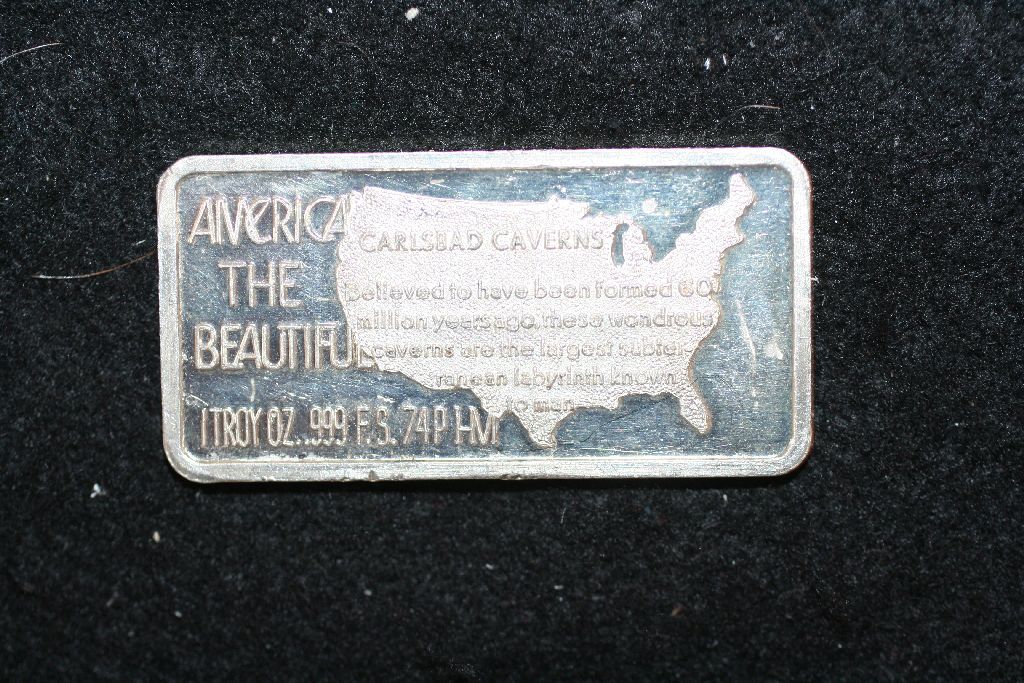 AMERICA
THE
BEAUTIFUL
1 TROY OZ. .999 F.S. 74P HM
CARLSBAD CAVERNS
Believed to have been formed 60
million years ago, these wondrous
caverns are the largest subter-
ranean labyrinth known
to man